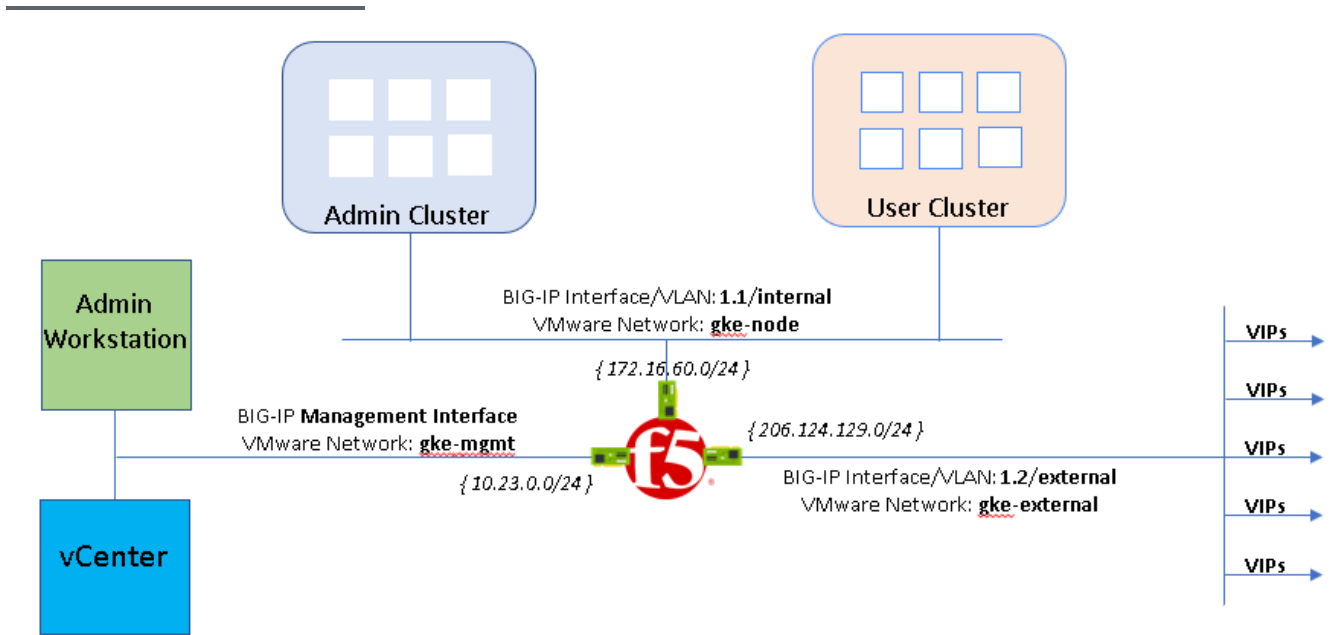 Admin Cluster
User Cluster
Admin
Workstation
BIG-IP Interface/VLAN: 1.1/internal
VMware Network: gke-node
{ 172.16.60.0/24 }
VIPs
VIPs
BIG-IP Management Interface
VMware Network: gke-mgmt
{ 10.23.0.0/24 }
f5
{ 206.124.129.0/24 }
VIPs
BIG-IP Interface/VLAN: 1.2/external
VMware Network: gke-external
VIPs
vCenter
VIPs